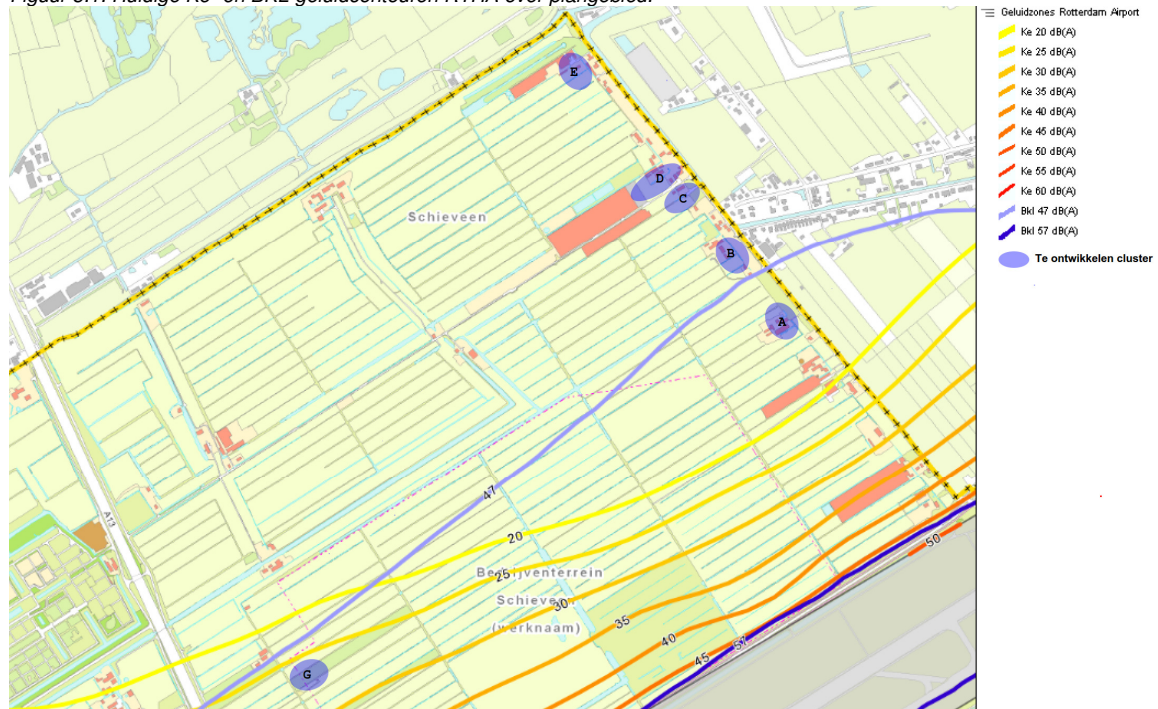 Geluidzones Rotterdam Airport
Ke 20 dB(A)
Ke 25 dB(A)
Ke 30 dB(A)
Ke 35 dB(A)
Ke 40 dB(A)
Ke 45 dB(A)
Ke 50 dB(A)
Ke 55 dB(A)
Ke 60 dB(A)
Bkl 47 dB(A)
Bkl 57 dB(A)
Te ontwikkelen cluster
E
D
C
Schieveen
B
A
47
A13
20
25
50
30
Schieveen
(werknaam)
35
40
45
57
G